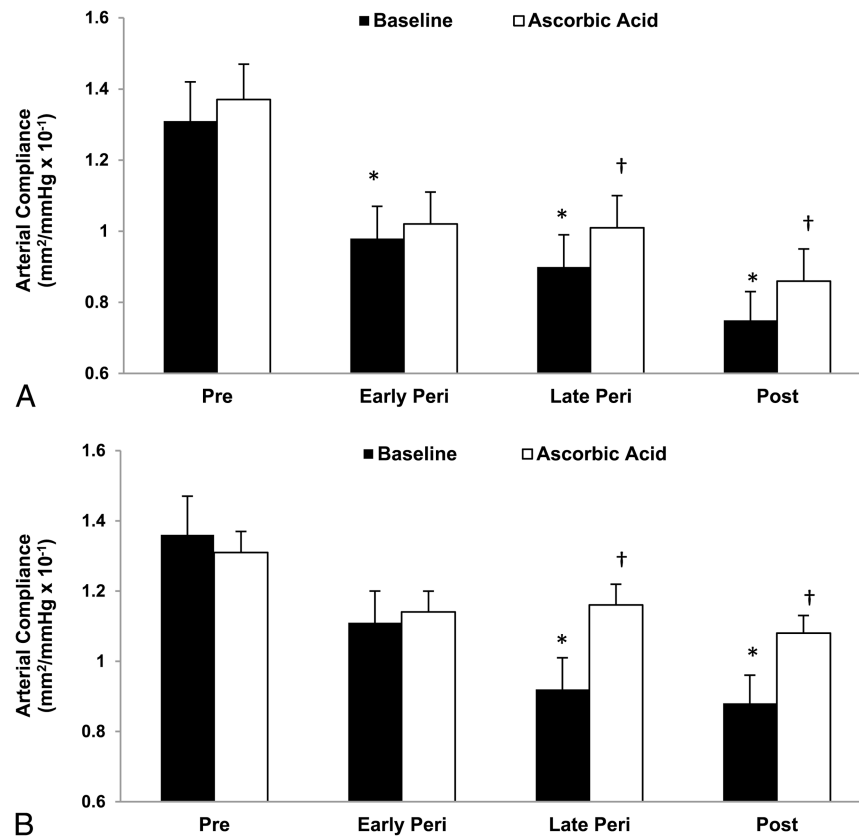 Baseline Ascorbic Acid
Arterial Compliance
(mm²/mmHg x 10⁻¹)
1.6
1.4
1.2
1
0.8
0.6
* * † * †
Pre Early Peri Late Peri Post
A
Baseline Ascorbic Acid
Arterial Compliance
(mm²/mmHg x 10⁻¹)
1.6
1.4
1.2
1
0.8
0.6
* † * †
Pre Early Peri Late Peri Post
B